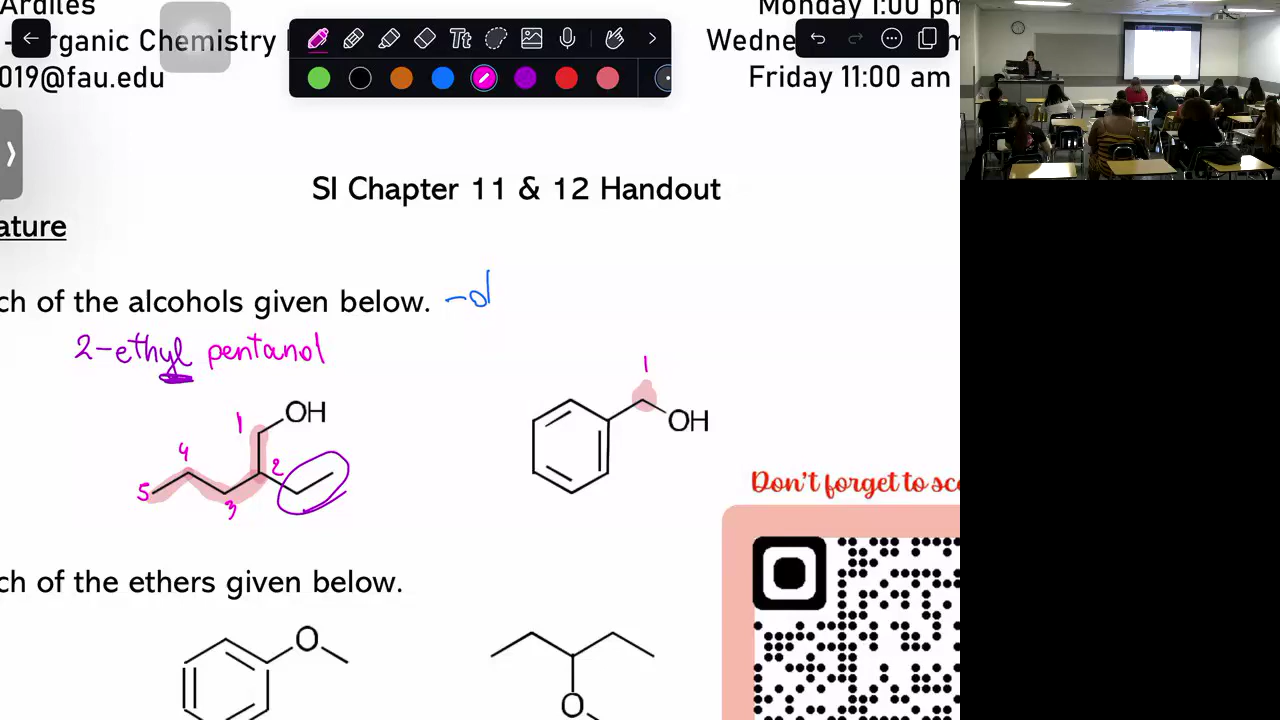 Ardiles
Monday 1:00 pm
-organic Chemistry
Tt
Wedne
019@fau.edu
Friday 11:00 am
SI Chapter 11 & 12 Handout
ature
ch of the alcohols given below. -ol
2-ethyl pentanol
1
OH
1
OH
4
2
5
3
Don't forget to sc
ch of the ethers given below.
O
O